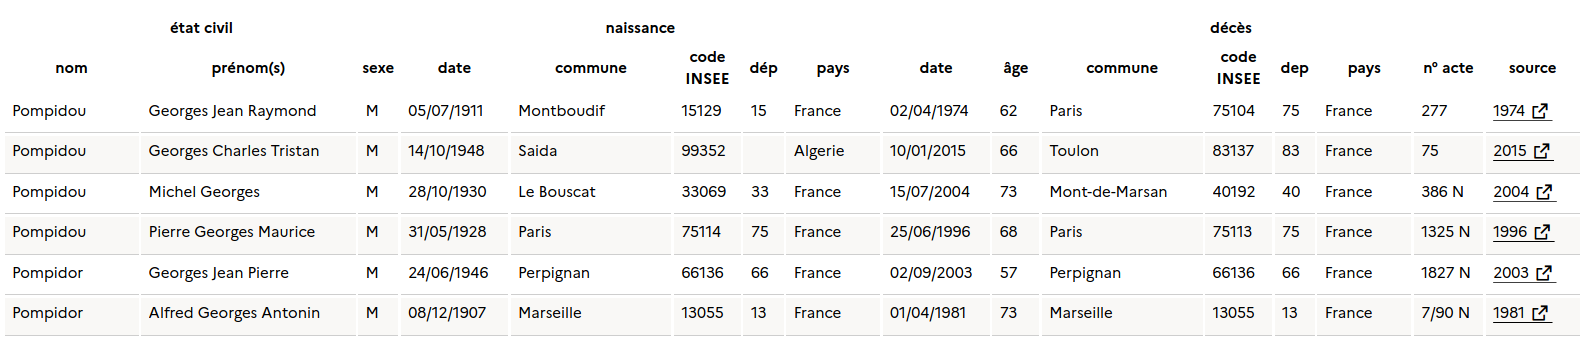 état civil naissance décès
nom prénom(s) sexe date commune code INSEE dép pays date âge commune code INSEE dep pays n° acte source
Pompidou Georges Jean Raymond M 05/07/1911 Montboudif 15129 15 France 02/04/1974 62 Paris 75104 75 France 277 1974
Pompidou Georges Charles Tristan M 14/10/1948 Saida 99352 Algerie 10/01/2015 66 Toulon 83137 83 France 75 2015
Pompidou Michel Georges M 28/10/1930 Le Bouscat 33069 33 France 15/07/2004 73 Mont-de-Marsan 40192 40 France 386 N 2004
Pompidou Pierre Georges Maurice M 31/05/1928 Paris 75114 75 France 25/06/1996 68 Paris 75113 75 France 1325 N 1996
Pompidor Georges Jean Pierre M 24/06/1946 Perpignan 66136 66 France 02/09/2003 57 Perpignan 66136 66 France 1827 N 2003
Pompidor Alfred Georges Antonin M 08/12/1907 Marseille 13055 13 France 01/04/1981 73 Marseille 13055 13 France 7/90 N 1981